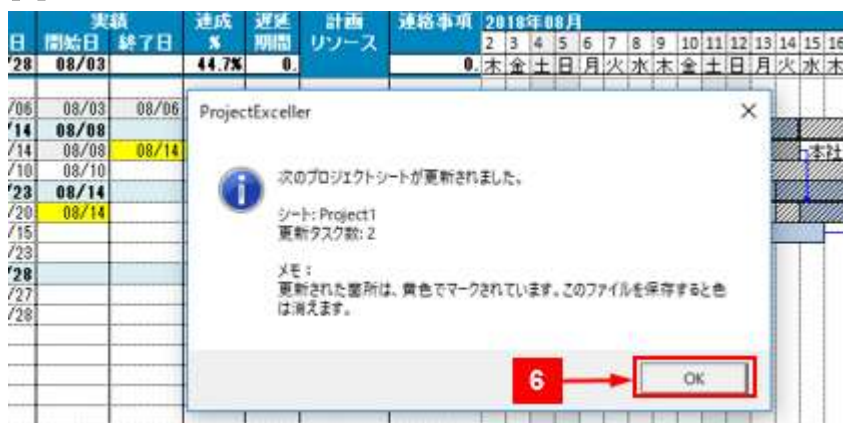 実績 達成 遅延 計画 連絡事項 2018年08月
日 開始日 終了日 % 期間 リソース 2 3 4 5 6 7 8 9 10 11 12 13 14 15 16
/28 08/03 44.7% 0. 0. 木 金 土 日 月 火 水 木 金 土 日 月 火 水 木
/06 08/03 08/06
/14 08/08
/14 08/08 08/14 本社
/10 08/10
/23 08/14
/20 08/14
/15
/23
/28
/27
/28
ProjectExceller
次のプロジェクトシートが更新されました。
シート: Project1
更新タスク数: 2
メモ:
更新された箇所は、黄色でマークされています。このファイルを保存すると色
は消えます。
6 OK